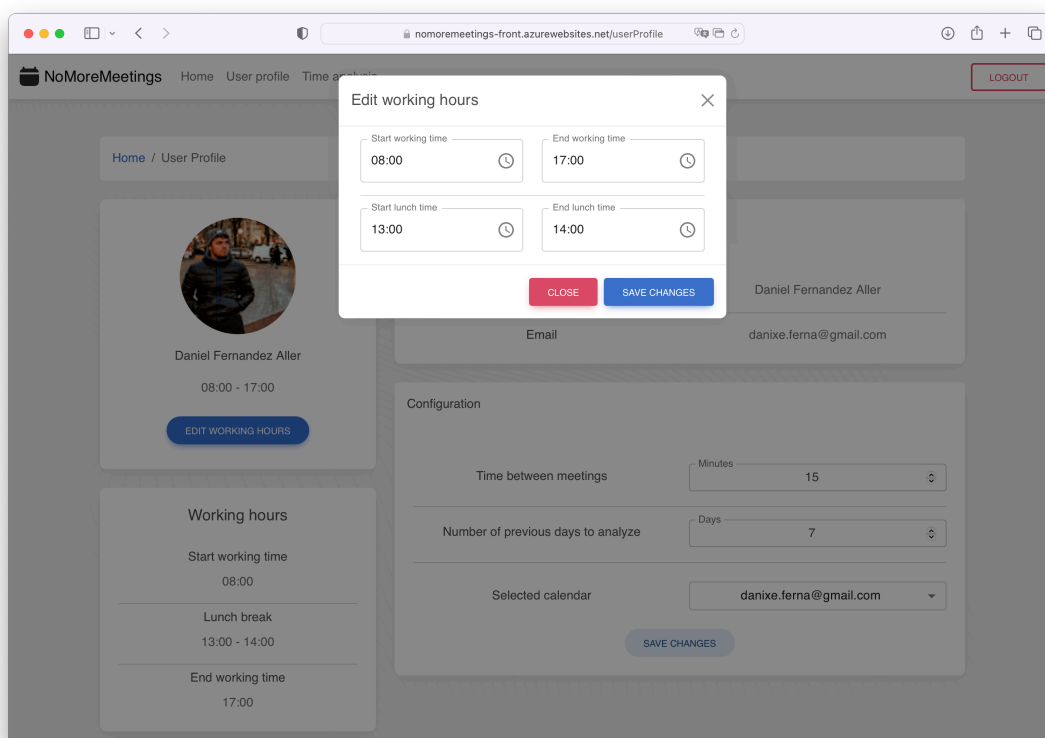 nomoremeetings-front.azurewebsites.net/userProfile
NoMoreMeetings Home User profile Time analysis
LOGOUT
Edit working hours
Start working time
08:00
End working time
17:00
Start lunch time
13:00
End lunch time
14:00
CLOSE
SAVE CHANGES
Home / User Profile
Daniel Fernandez Aller
08:00 - 17:00
EDIT WORKING HOURS
Working hours
Start working time
08:00
Lunch break
13:00 - 14:00
End working time
17:00
Daniel Fernandez Aller
Email danixe.ferna@gmail.com
Configuration
Time between meetings
Minutes
15
Number of previous days to analyze
Days
7
Selected calendar danixe.ferna@gmail.com
SAVE CHANGES